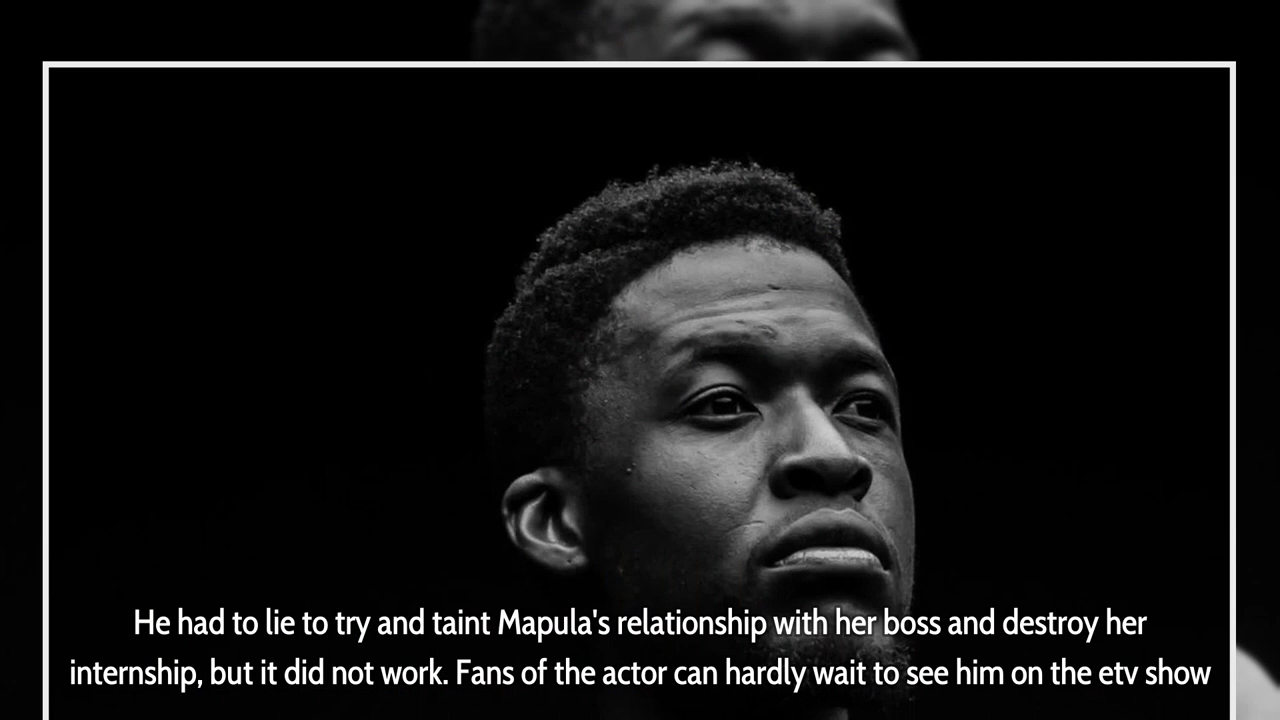 He had to lie to try and taint Mapula's relationship with her boss and destroy her
internship, but it did not work. Fans of the actor can hardly wait to see him on the etv show